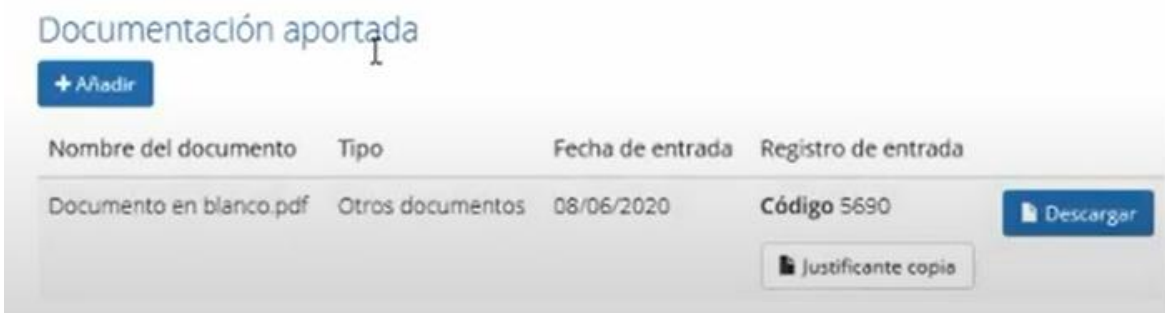 Documentación aportada
+ Añadir
Nombre del documento Tipo Fecha de entrada Registro de entrada
Documento en blanco.pdf Otros documentos 08/06/2020 Código 5690 Descargar
Justificante copia